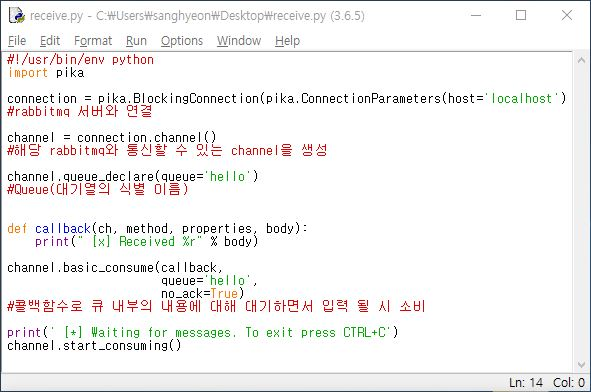 receive.py - C:₩Users₩sanghyeon₩Desktop₩receive.py (3.6.5)
File Edit Format Run Options Window Help
#!/usr/bin/env python
import pika
connection = pika.BlockingConnection(pika.ConnectionParameters(host='localhost')
#rabbitmq 서버와 연결
channel = connection.channel()
#해당 rabbitmq와 통신할 수 있는 channel을 생성
channel.queue_declare(queue='hello')
#Queue(대기열의 식별 이름)
def callback(ch, method, properties, body):
    print(" [x] Received %r" % body)
channel.basic_consume(callback,
                      queue='hello',
                      no_ack=True)
#콜백함수로 큐 내부의 내용에 대해 대기하면서 입력 될 시 소비
print(' [*] Waiting for messages. To exit press CTRL+C')
channel.start_consuming()
Ln: 14 Col: 0